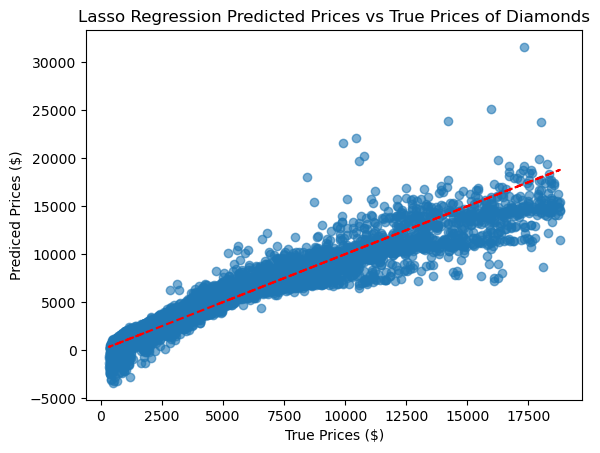 Lasso Regression Predicted Prices vs True Prices of Diamonds
Prediced Prices ($)
30000
25000
20000
15000
10000
5000
0
−5000
0 2500 5000 7500 10000 12500 15000 17500
True Prices ($)